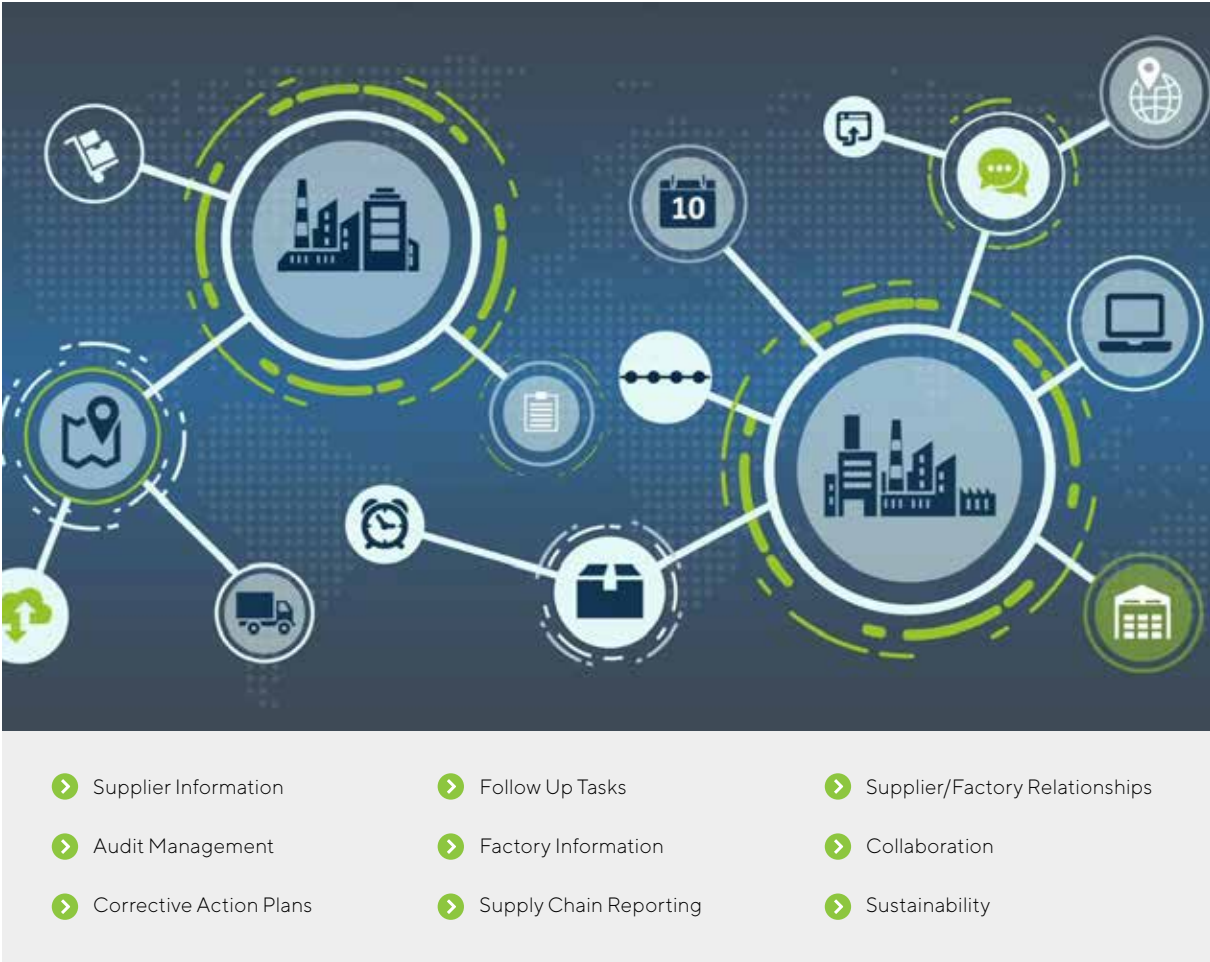 10
Supplier Information
Follow Up Tasks
Supplier/Factory Relationships
Audit Management
Factory Information
Collaboration
Corrective Action Plans
Supply Chain Reporting
Sustainability